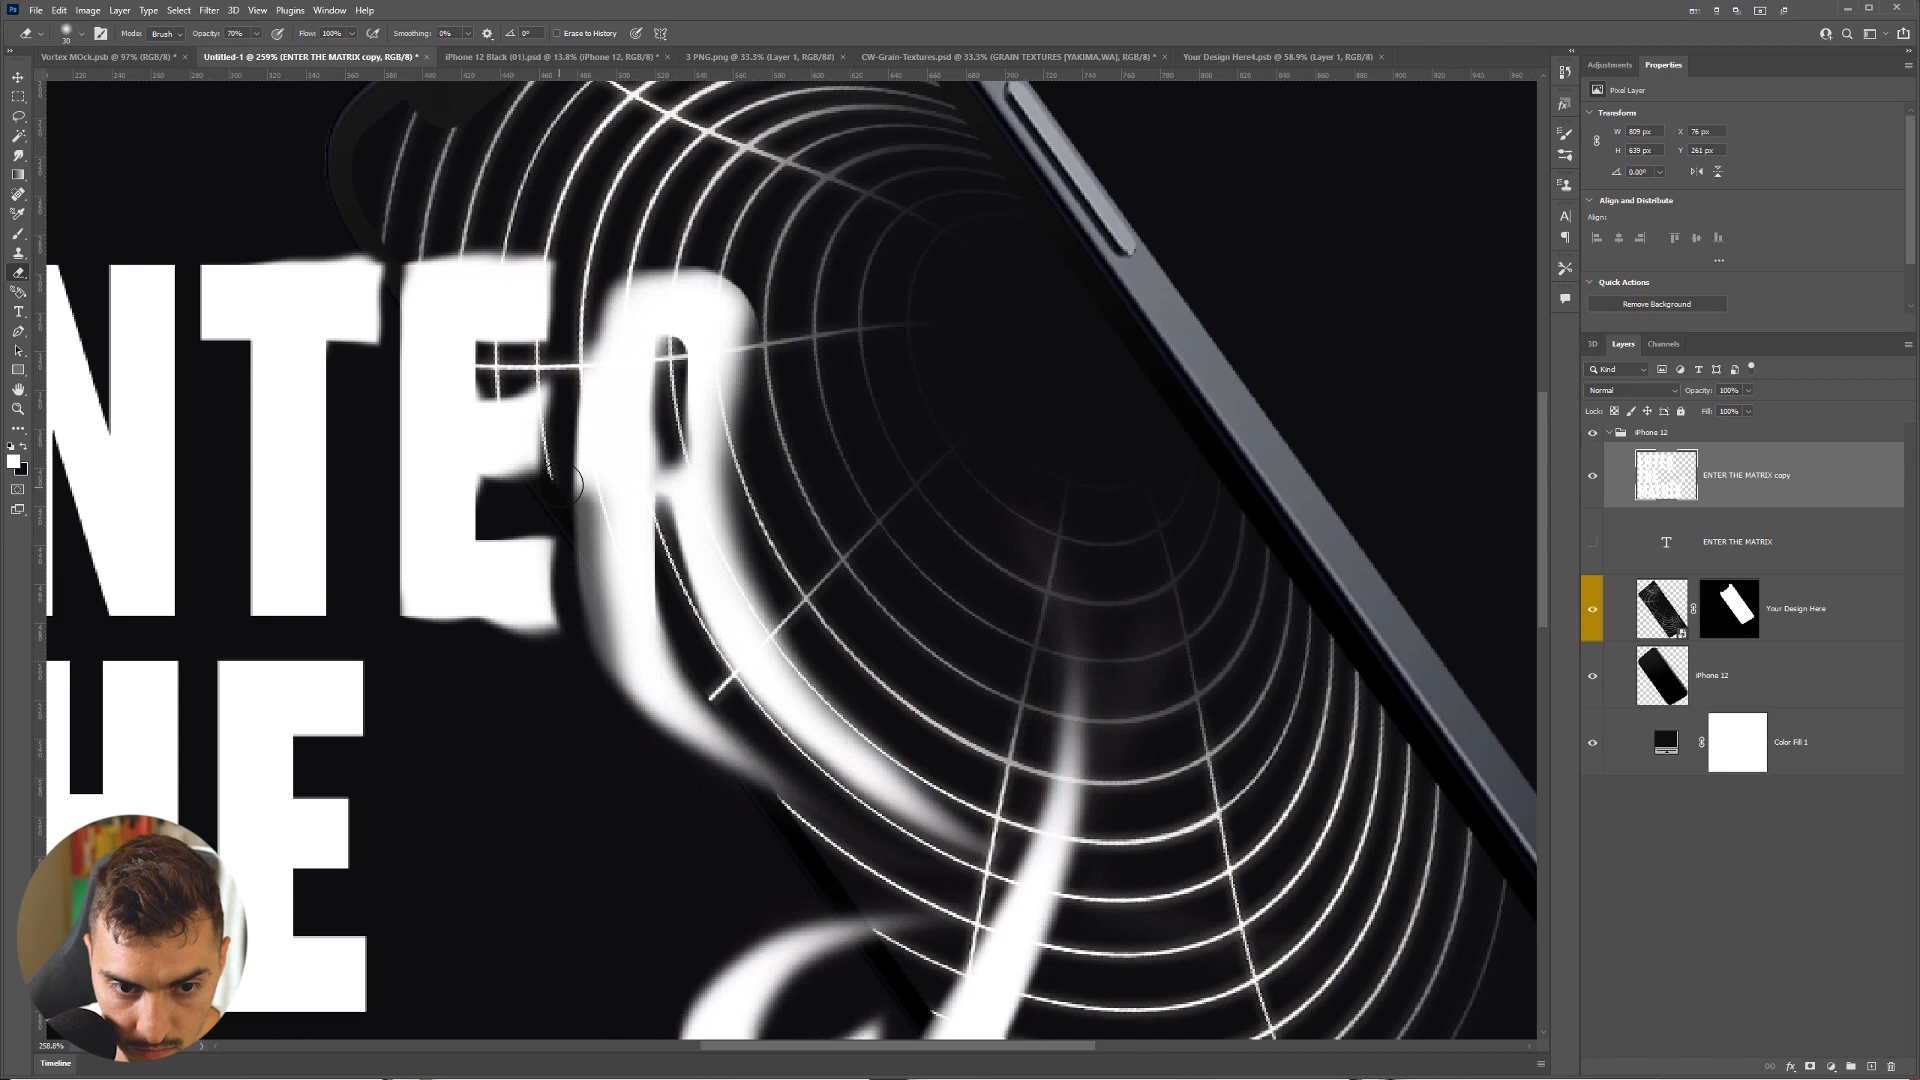 Ps File Edit Image Layer Type Select Filter 3D View Plugins Window Help
30 Mode: Brush Opacity: 70% Flow: 100% Smoothing: 0% 0° Erase to History
Vortex MOck.psb @ 97% (RGB/8) * × Untitled-1 @ 259% (ENTER THE MATRIX copy, RGB/8) * × iPhone 12 Black (01).psd @ 13.8% (iPhone 12, RGB/8) * × 3 PNG.png @ 33.3% (Layer 1, RGB/8#) × CW-Grain-Textures.psd @ 33.3% (GRAIN TEXTURES [YAKIMA,WA], RGB/8) * × Your Design Here4.psb @ 58.9% (Layer 1, RGB/8) ×
Adjustments Properties
Pixel Layer
Transform
W 809 px X 76 px
H 639 px Y 261 px
0.00°
Align and Distribute
Align:
Quick Actions
Remove Background
3D Layers Channels
Kind
Normal Opacity: 100%
Lock: Fill: 100%
iPhone 12
ENTER THE MATRIX copy
T ENTER THE MATRIX
Your Design Here
iPhone 12
Color Fill 1
NTER
HE
258.8%
Timeline